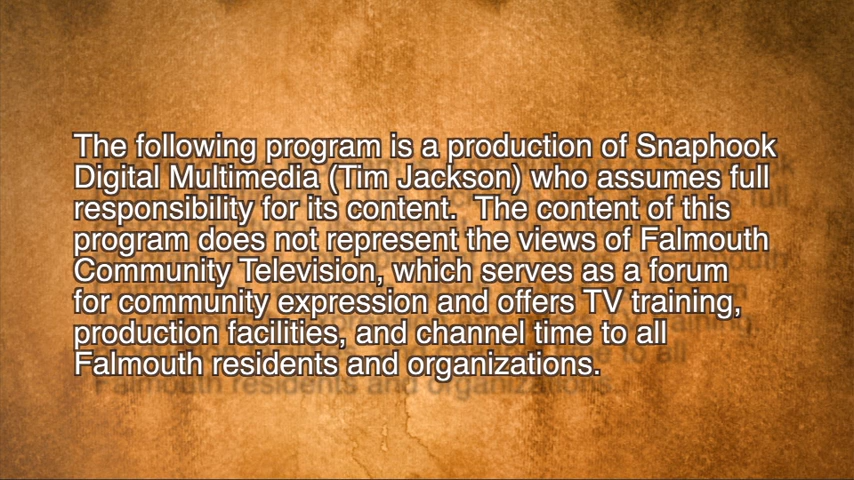 The following program is a production of Snaphook
Digital Multimedia (Tim Jackson) who assumes full
responsibility for its content.  The content of this
program does not represent the views of Falmouth
Community Television, which serves as a forum
for community expression and offers TV training,
production facilities, and channel time to all
Falmouth residents and organizations.